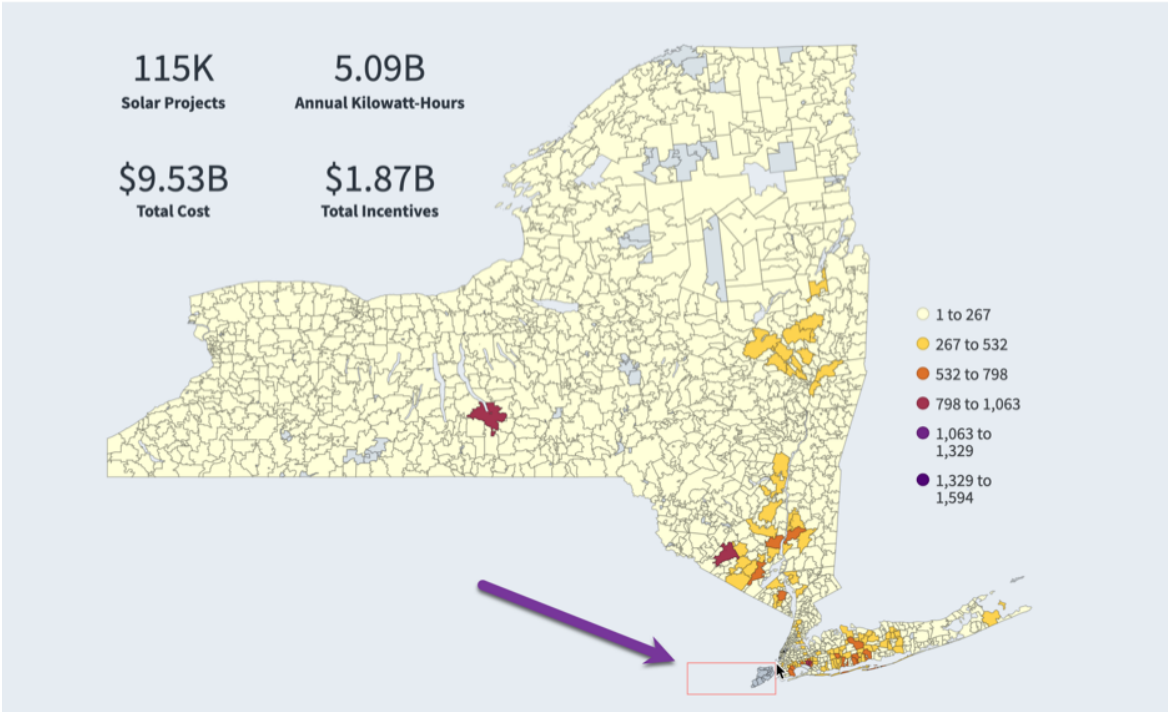 115K
Solar Projects
5.09B
Annual Kilowatt-Hours
$9.53B
Total Cost
$1.87B
Total Incentives
1 to 267
267 to 532
532 to 798
798 to 1,063
1,063 to
1,329
1,329 to
1,594